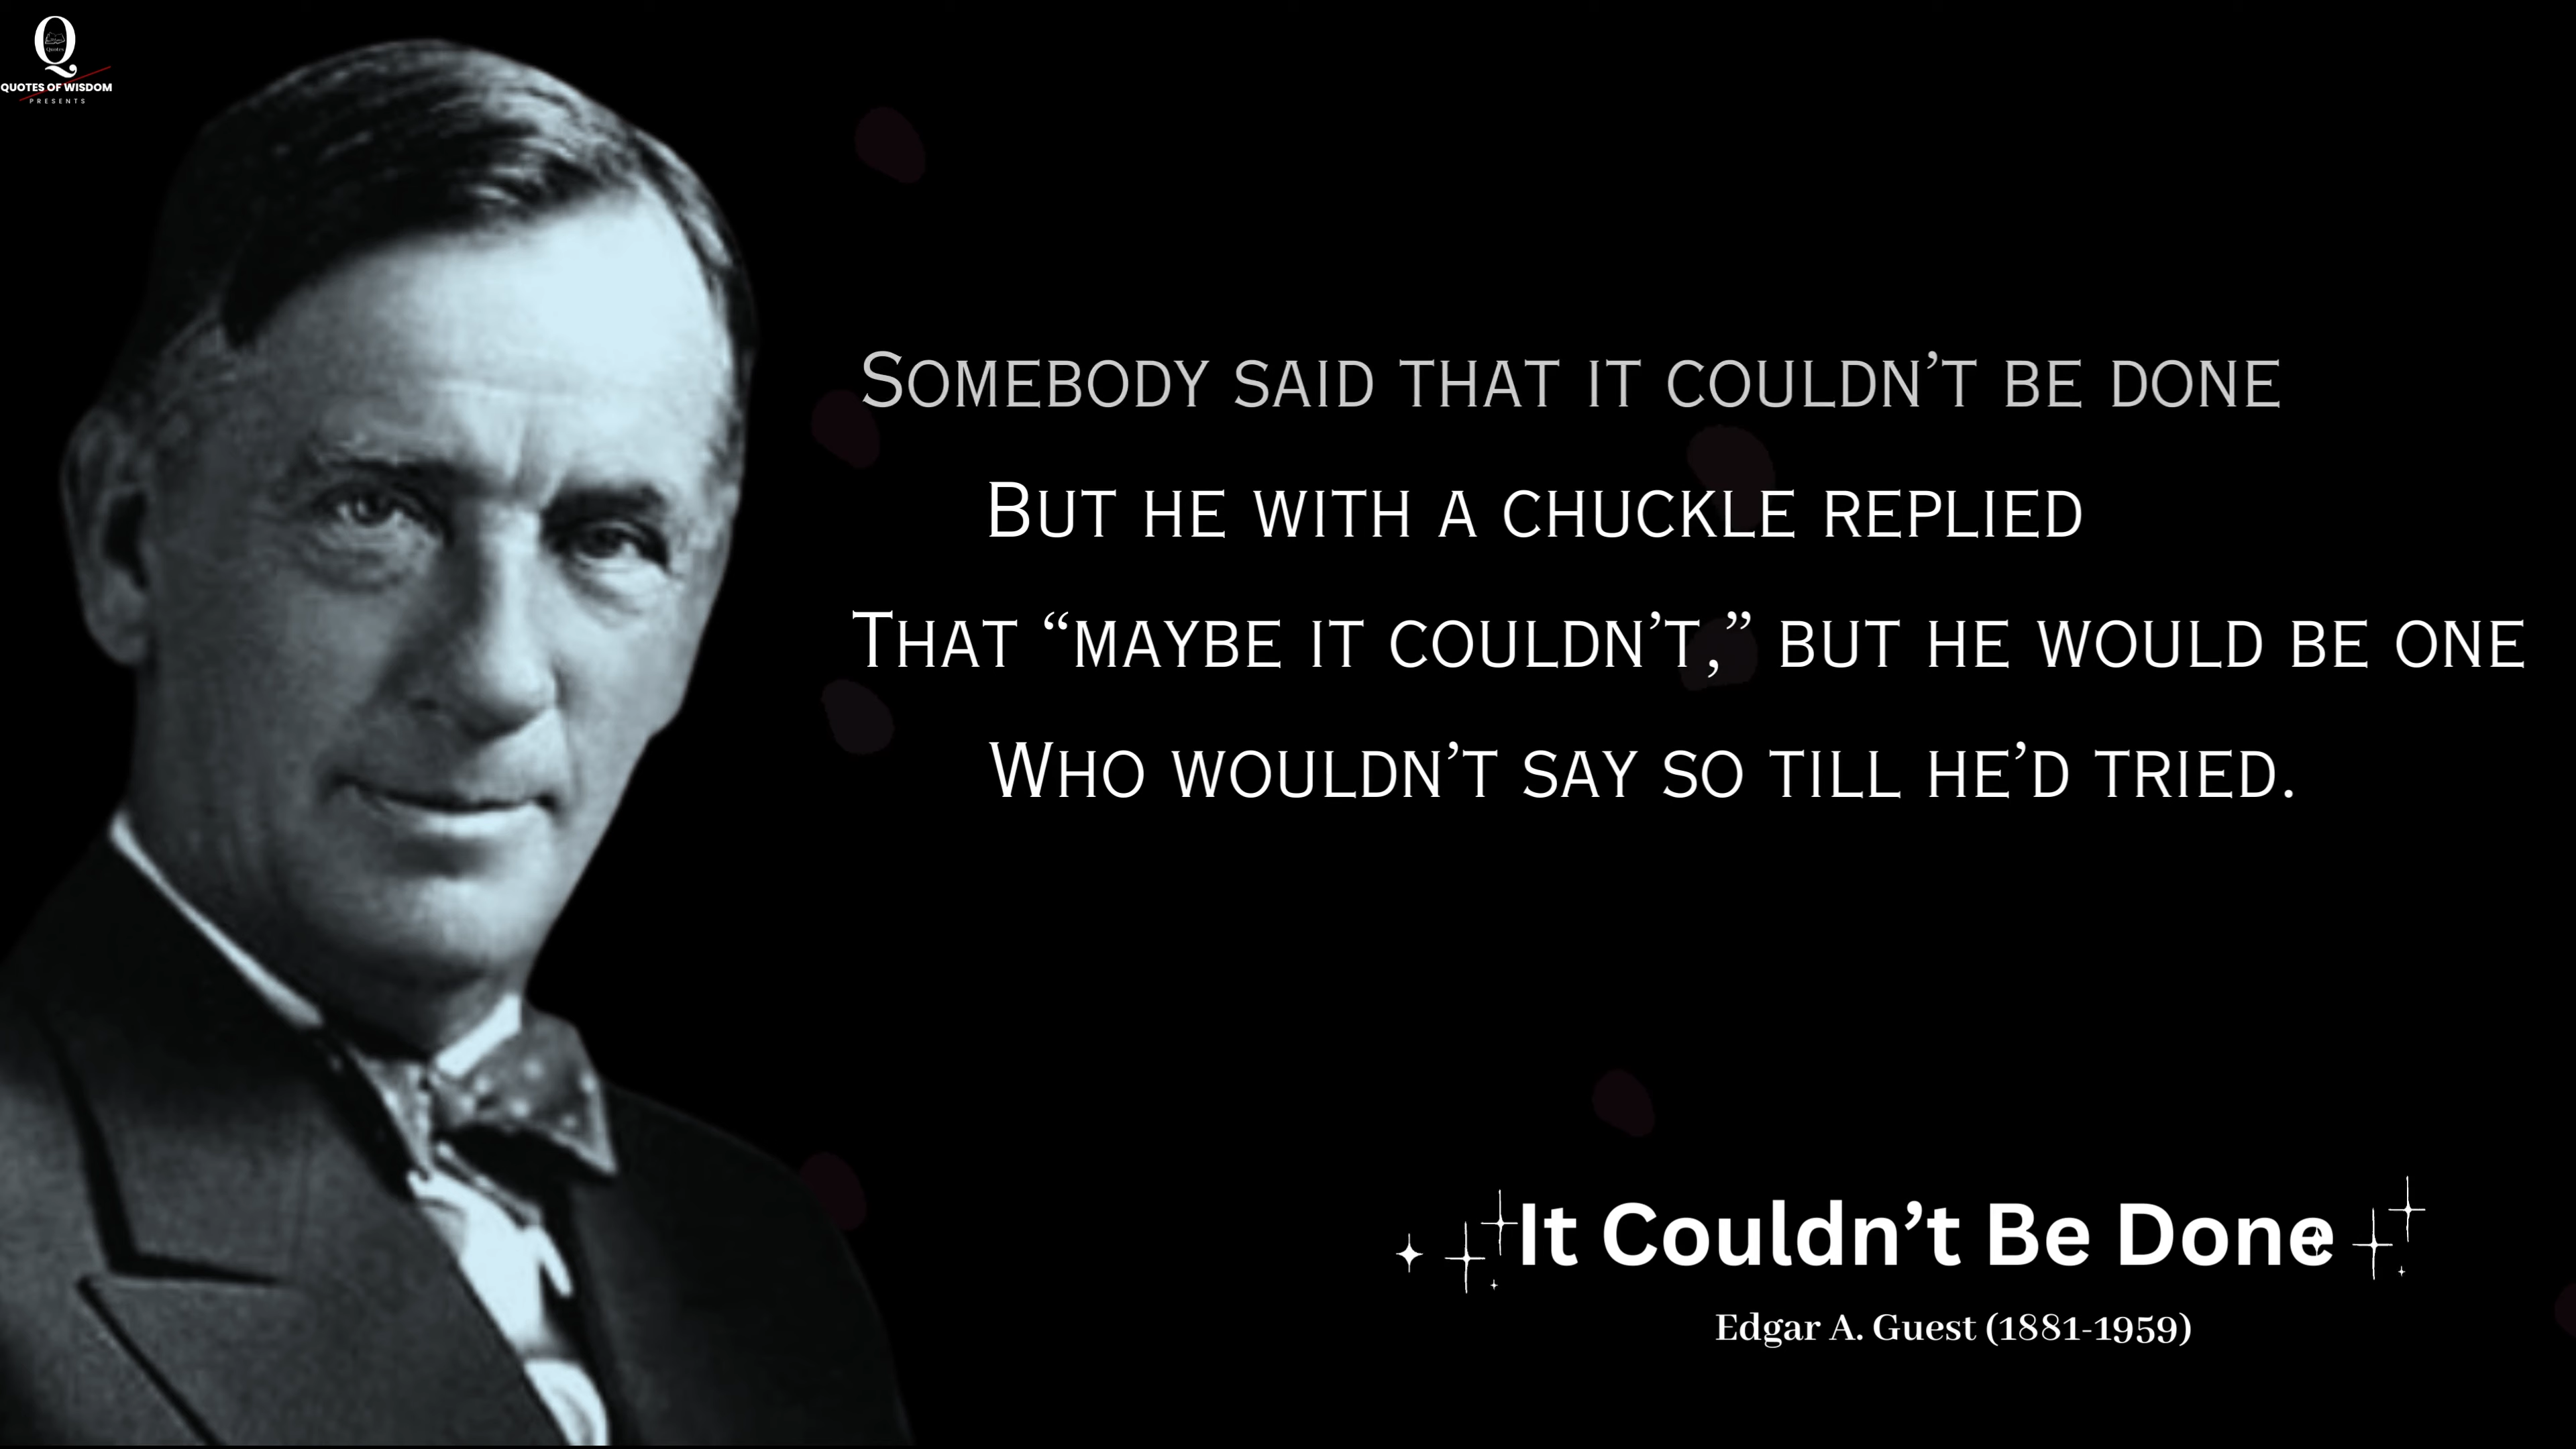 Q
QUOTES OF WISDOM
PRESENTS
SOMEBODY SAID THAT IT COULDN'T BE DONE
BUT HE WITH A CHUCKLE REPLIED
THAT “MAYBE IT COULDN'T,” BUT HE WOULD BE ONE
WHO WOULDN'T SAY SO TILL HE'D TRIED.
It Couldn't Be Done
Edgar A. Guest (1881-1959)